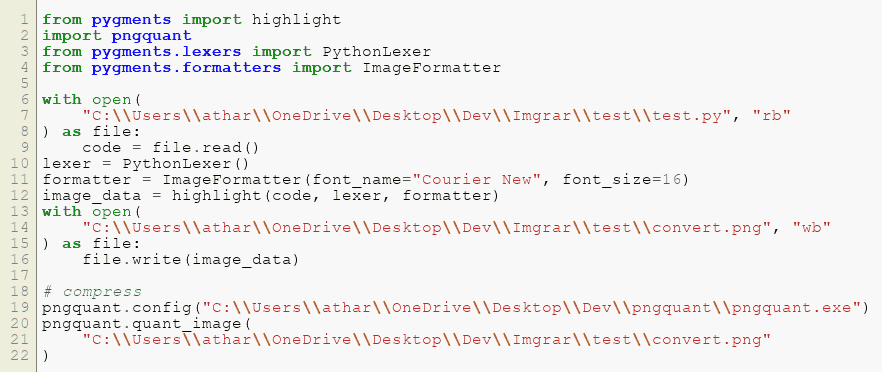 1 from pygments import highlight
2 import pngquant
3 from pygments.lexers import PythonLexer
4 from pygments.formatters import ImageFormatter
5
6 with open(
7     "C:\\Users\\athar\\OneDrive\\Desktop\\Dev\\Imgrar\\test\\test.py", "rb"
8 ) as file:
9     code = file.read()
10 lexer = PythonLexer()
11 formatter = ImageFormatter(font_name="Courier New", font_size=16)
12 image_data = highlight(code, lexer, formatter)
13 with open(
14     "C:\\Users\\athar\\OneDrive\\Desktop\\Dev\\Imgrar\\test\\convert.png", "wb"
15 ) as file:
16     file.write(image_data)
17
18 # compress
19 pngquant.config("C:\\Users\\athar\\OneDrive\\Desktop\\Dev\\pngquant\\pngquant.exe")
20 pngquant.quant_image(
21     "C:\\Users\\athar\\OneDrive\\Desktop\\Dev\\Imgrar\\test\\convert.png"
22 )